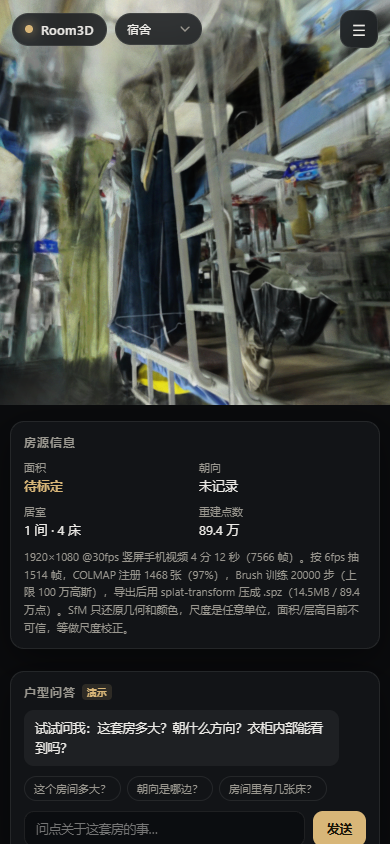 Room3D
宿舍
房源信息
面积
朝向
待标定
未记录
居室
重建点数
1 间 · 4 床
89.4 万
1920×1080 @30fps 竖屏手机视频 4 分 12 秒（7566 帧）。按 6fps 抽
1514 帧，COLMAP 注册 1468 张（97%），Brush 训练 20000 步（上
限 100 万高斯），导出后用 splat-transform 压成 .spz（14.5MB / 89.4
万点）。SfM 只还原几何和颜色，尺度是任意单位，面积/层高目前不
可信，等做尺度校正。
户型问答
演示
试试问我：这套房多大？朝什么方向？衣柜内部能看
到吗？
这个房间多大？
朝向是哪边？
房间里有几张床？
问点关于这套房的事…
发送